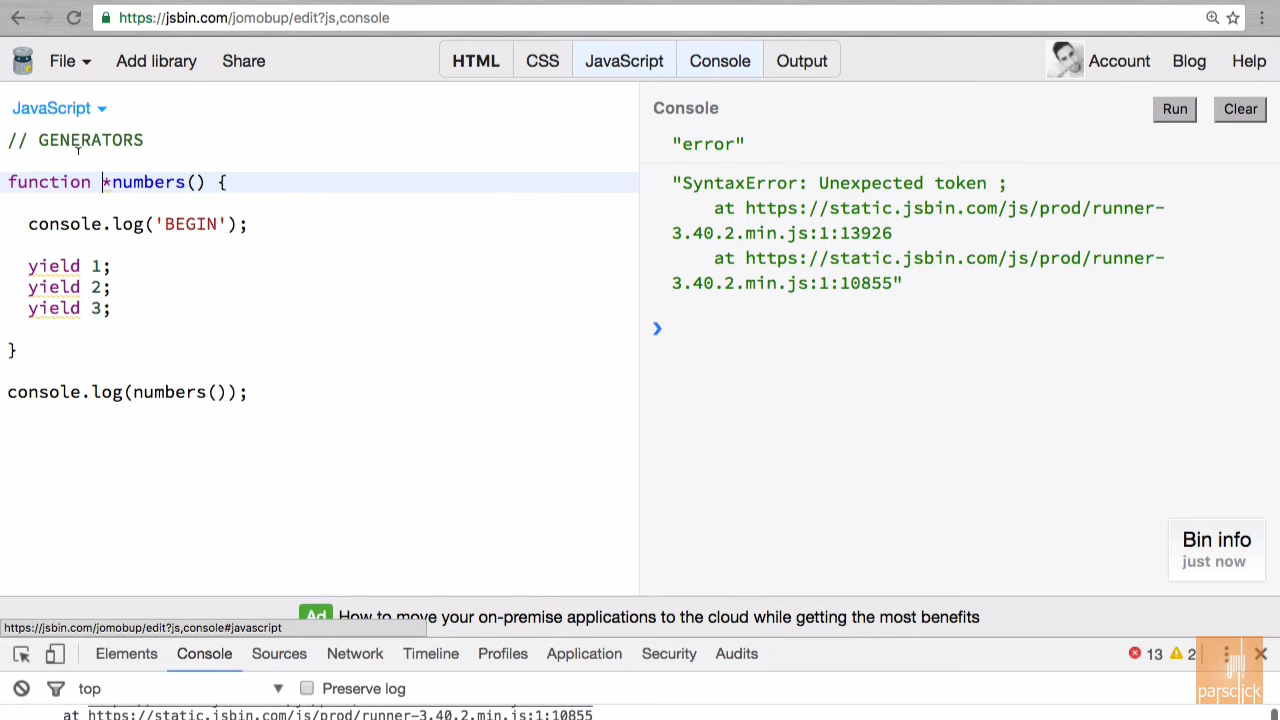 https://jsbin.com/jomobup/edit?js,console
File
Add library
Share
HTML
CSS
JavaScript
Console
Output
Account
Blog
Help
JavaScript
// GENERATORS
function *numbers() {
console.log('BEGIN');
yield 1;
yield 2;
yield 3;
}
console.log(numbers());
Console
Run
Clear
"error"
"SyntaxError: Unexpected token ;
at https://static.jsbin.com/js/prod/runner-
3.40.2.min.js:1:13926
at https://static.jsbin.com/js/prod/runner-
3.40.2.min.js:1:10855"
Bin info
just now
Ad
How to move your on-premise applications to the cloud while getting the most benefits
https://jsbin.com/jomobup/edit?js,console#javascript
Elements
Console
Sources
Network
Timeline
Profiles
Application
Security
Audits
13
2
top
Preserve log
at https://static.jsbin.com/js/prod/runner-3.40.2.min.js:1:10855
parsclick